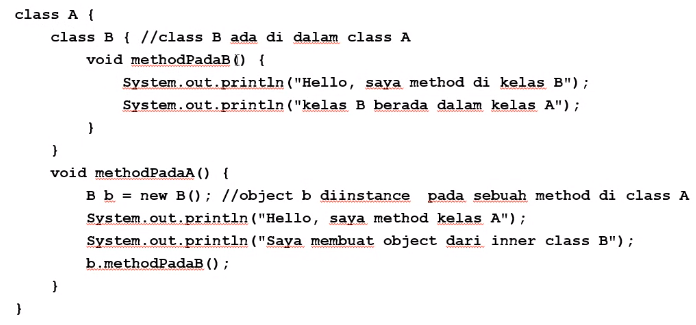 class A {
    class B { //class B ada di dalam class A
        void methodPadaB() {
            System.out.println("Hello, saya method di kelas B");
            System.out.println("kelas B berada dalam kelas A");
        }
    }
    void methodPadaA() {
        B b = new B(); //object b diinstance  pada sebuah method di class A
        System.out.println("Hello, saya method kelas A");
        System.out.println("Saya membuat object dari inner class B");
        b.methodPadaB();
    }
}